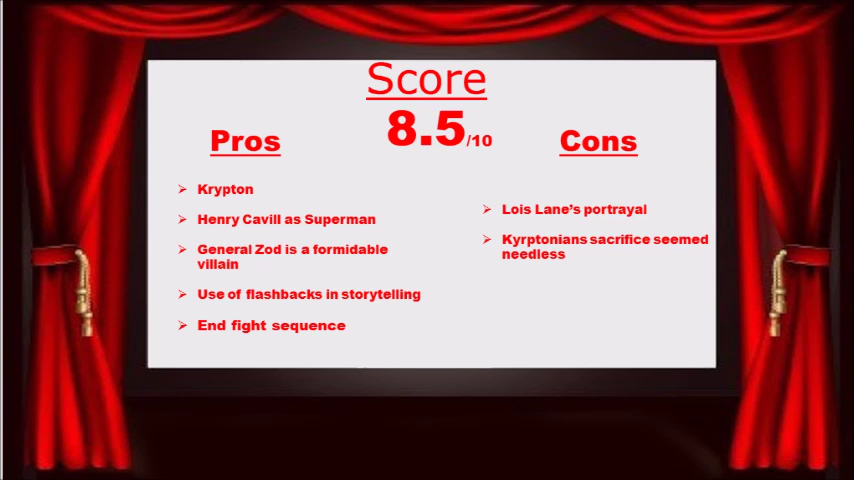 Score
8.5/10
Pros
Cons
Krypton
Henry Cavill as Superman
General Zod is a formidable
villain
Use of flashbacks in storytelling
End fight sequence
Lois Lane’s portrayal
Kyrptonians sacrifice seemed
needless